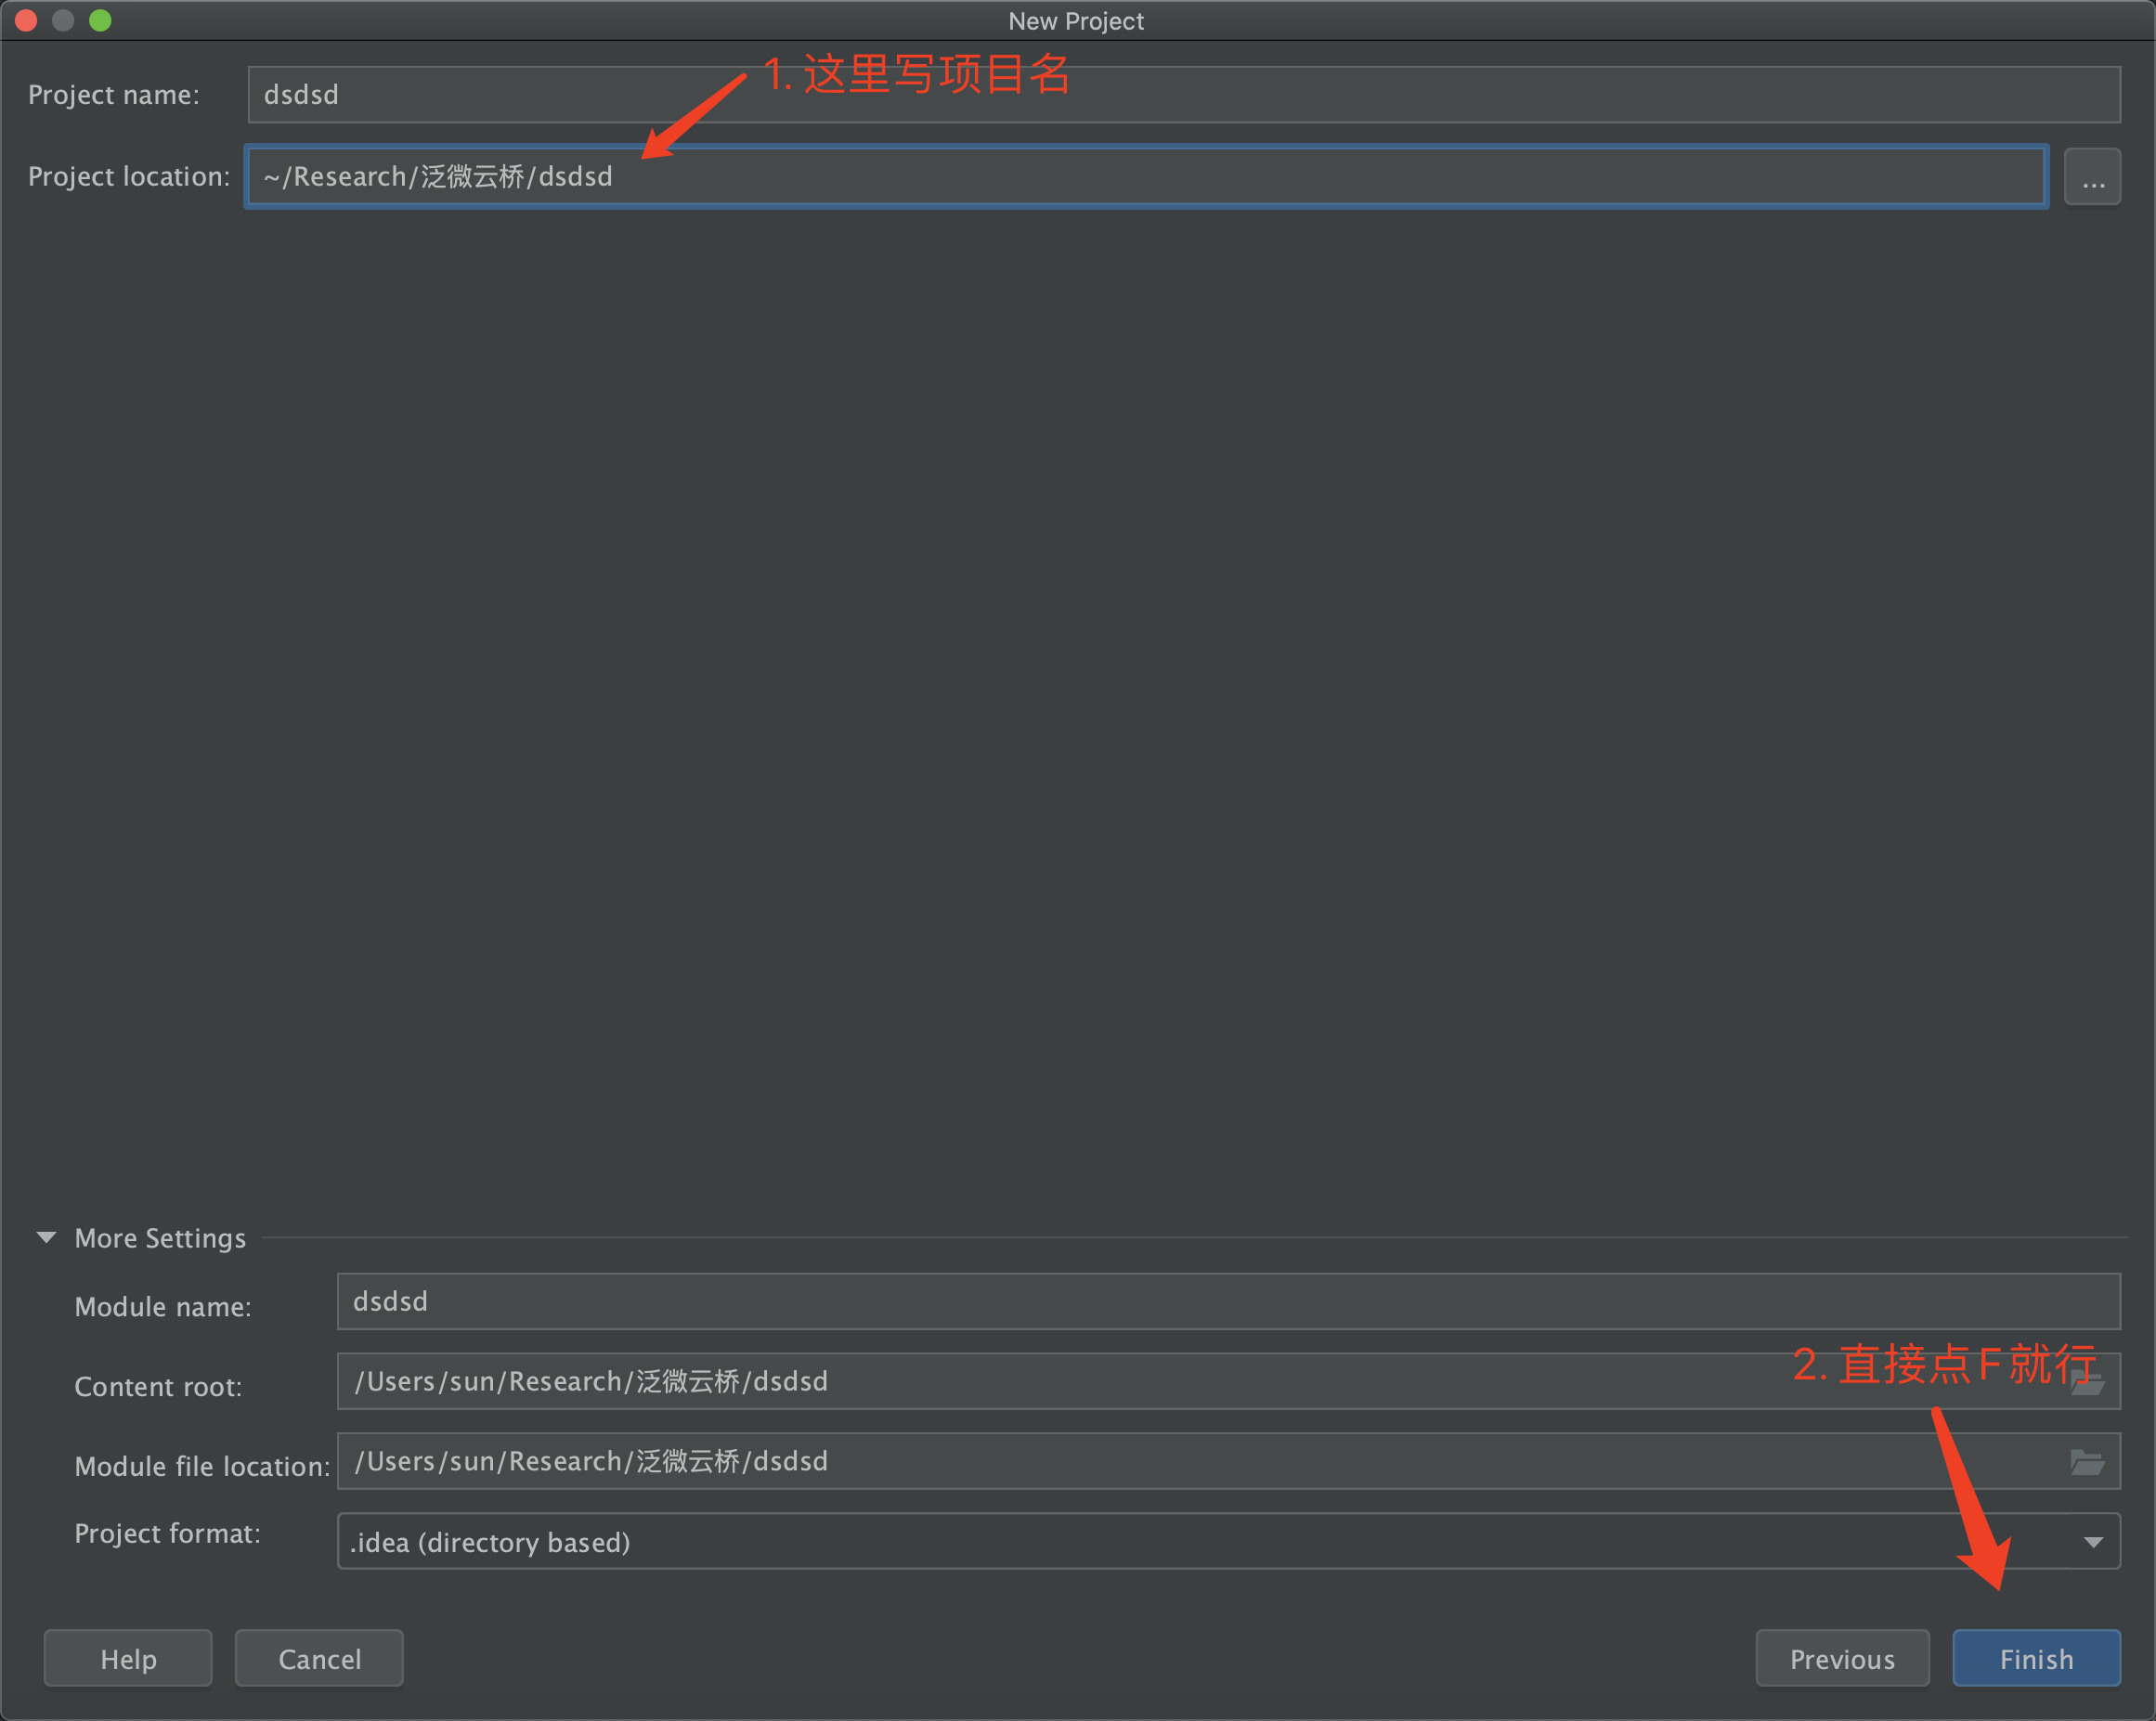 New Project
1. 这里写项目名
Project name: dsdsd
Project location: ~/Research/泛微云桥/dsdsd ...
More Settings
Module name: dsdsd
2. 直接点F就行
Content root: /Users/sun/Research/泛微云桥/dsdsd
Module file location: /Users/sun/Research/泛微云桥/dsdsd
Project format: .idea (directory based)
Help Cancel Previous Finish